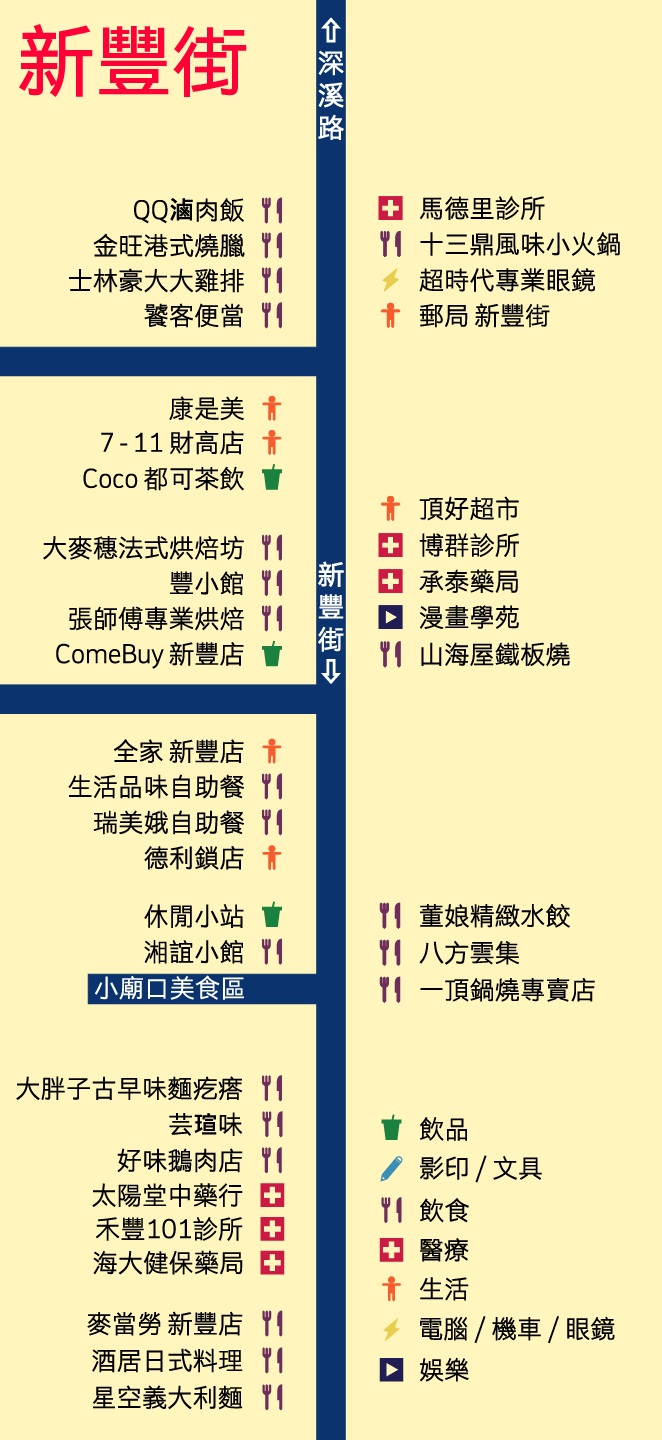 新豐街
⇧深溪路
QQ滷肉飯
金旺港式燒臘
士林豪大大雞排
饕客便當
馬德里診所
十三鼎風味小火鍋
超時代專業眼鏡
郵局 新豐街
康是美
7-11 財高店
Coco 都可茶飲
大麥穗法式烘焙坊
豐小館
張師傅專業烘焙
ComeBuy 新豐店
新豐街⇩
頂好超市
博群診所
承泰藥局
漫畫學苑
山海屋鐵板燒
全家 新豐店
生活品味自助餐
瑞美娥自助餐
德利鎖店
休閒小站
湘誼小館
小廟口美食區
董娘精緻水餃
八方雲集
一頂鍋燒專賣店
大胖子古早味麵疙瘩
芸瑄味
好味鵝肉店
太陽堂中藥行
禾豐101診所
海大健保藥局
麥當勞 新豐店
酒居日式料理
星空義大利麵
飲品
影印 / 文具
飲食
醫療
生活
電腦 / 機車 / 眼鏡
娛樂